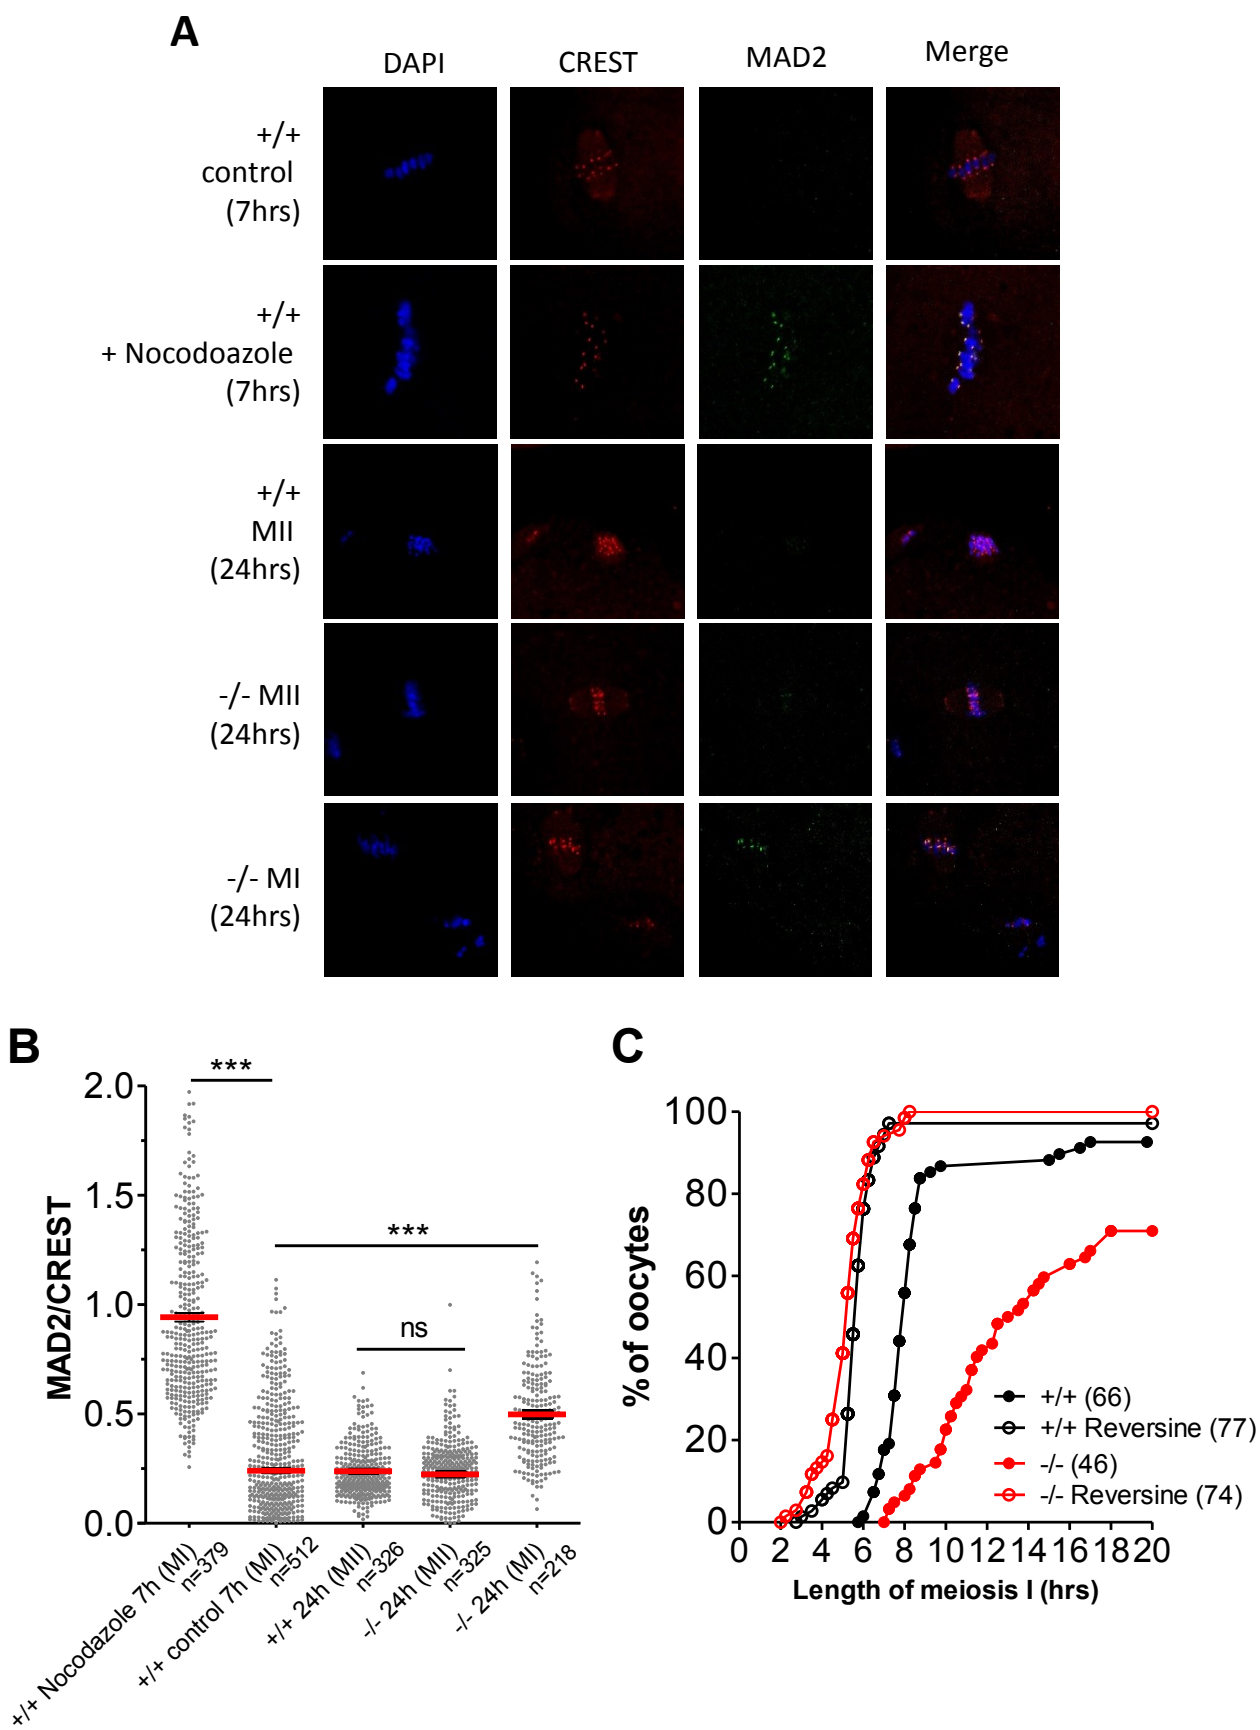 A
DAPI CREST MAD2 Merge
+/+
control
(7hrs)
+/+
+ Nocodoazole
(7hrs)
+/+
MII
(24hrs)
-/- MII
(24hrs)
-/- MI
(24hrs)
B
MAD2/CREST
2.0
1.5
1.0
0.5
0.0
***
***
ns
+/+ Nocodazole 7h (MI)
n=379
+/+ control 7h (MI)
n=512
+/+ 24h (MII)
n=326
-/- 24h (MII)
n=325
-/- 24h (MI)
n=218
C
% of oocytes
100
80
60
40
20
0
0 2 4 6 8 10 12 14 16 18 20
Length of meiosis I (hrs)
+/+ (66)
+/+ Reversine (77)
-/- (46)
-/- Reversine (74)